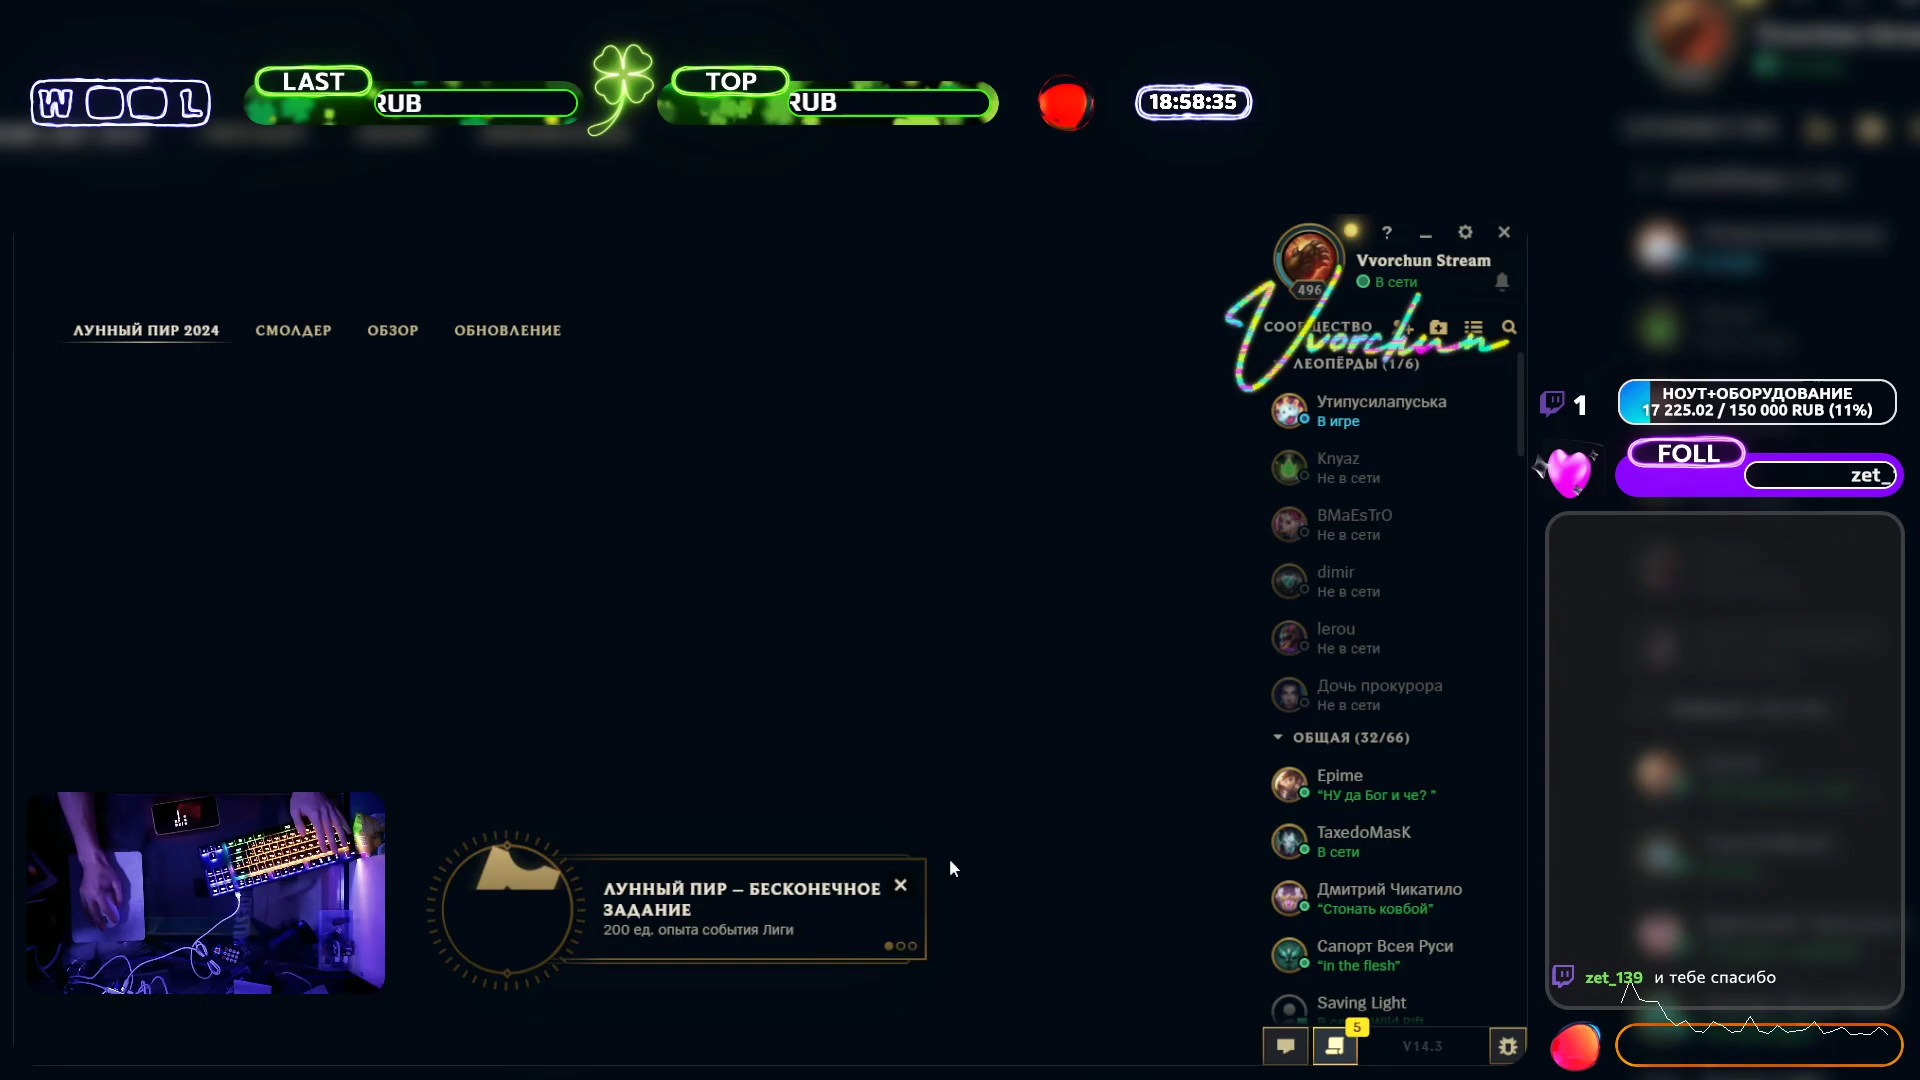 W L
LAST
RUB
TOP
RUB
18:58:35
?
Vvorchun Stream
496
В сети
ЛУННЫЙ ПИР 2024
СМОЛДЕР
ОБЗОР
ОБНОВЛЕНИЕ
СООБЩЕСТВО
Vvorchun
ЛЕОПЁРДЫ (1/6)
Утипусилапуська
В игре
Knyaz
Не в сети
BMaEsTrO
Не в сети
dimir
Не в сети
lerou
Не в сети
Дочь прокурора
Не в сети
ОБЩАЯ (32/66)
Epime
"НУ да Бог и че? "
TaxedoMasK
В сети
Дмитрий Чикатило
"Стонать ковбой"
Сапорт Всея Руси
"in the flesh"
Saving Light
5
V14.3
ЛУННЫЙ ПИР – БЕСКОНЕЧНОЕ
ЗАДАНИЕ
200 ед. опыта события Лиги
1
НОУТ+ОБОРУДОВАНИЕ
17 225.02 / 150 000 RUB (11%)
FOLL
zet_
zet_139 и тебе спасибо